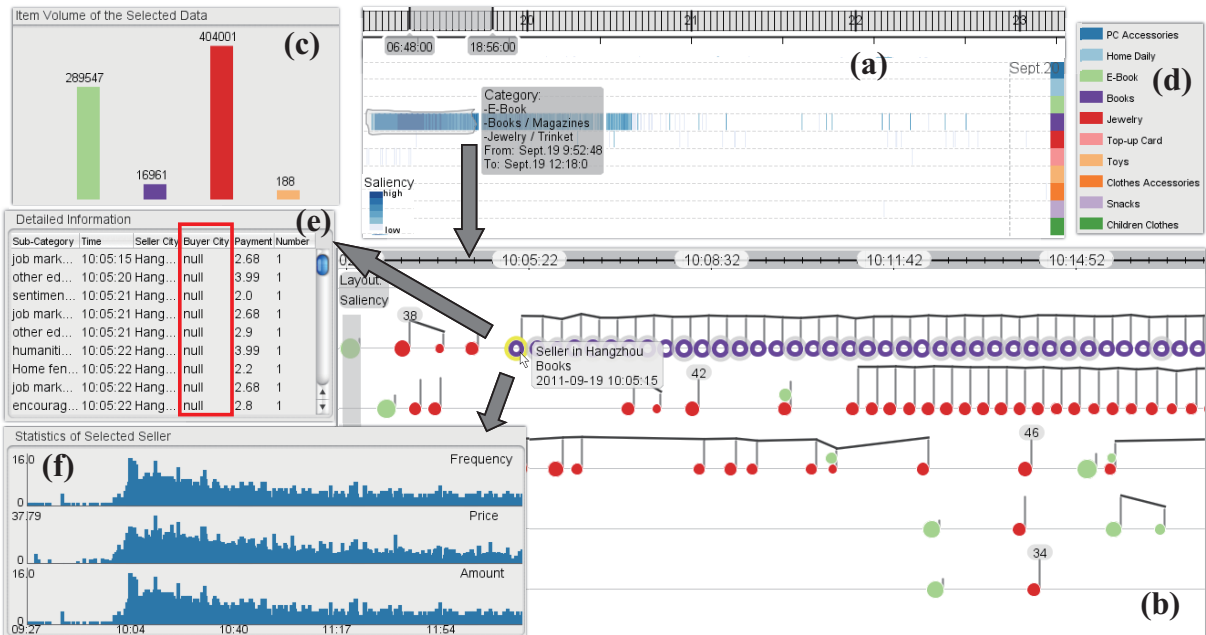 Item Volume of the Selected Data
(c)
404001
289547
16961
188
20
21
22
23
06:48:00
18:56:00
(a)
Sept.20
Category:
-E-Book
-Books / Magazines
-Jewelry / Trinket
From: Sept.19 9:52:48
To: Sept.19 12:18:0
Saliency
high
low
(d)
PC Accessories
Home Daily
E-Book
Books
Jewelry
Top-up Card
Toys
Clothes Accessories
Snacks
Children Clothes
Detailed Information
(e)
Sub-Category Time Seller City Buyer City Payment Number
job mark... 10:05:15 Hang... null 2.68 1
other ed... 10:05:20 Hang... null 3.99 1
sentimen... 10:05:21 Hang... null 2.0 1
job mark... 10:05:21 Hang... null 2.68 1
other ed... 10:05:21 Hang... null 2.9 1
humaniti... 10:05:22 Hang... null 3.99 1
Home fen... 10:05:22 Hang... null 2.2 1
job mark... 10:05:22 Hang... null 2.68 1
encourag... 10:05:22 Hang... null 2.8 1
10:05:22
10:08:32
10:11:42
10:14:52
Layout:
Saliency
38
Seller in Hangzhou
Books
2011-09-19 10:05:15
42
46
34
(b)
Statistics of Selected Seller
(f)
16.0
Frequency
0
37.79
Price
0
16.0
Amount
0
09:27
10:04
10:40
11:17
11:54